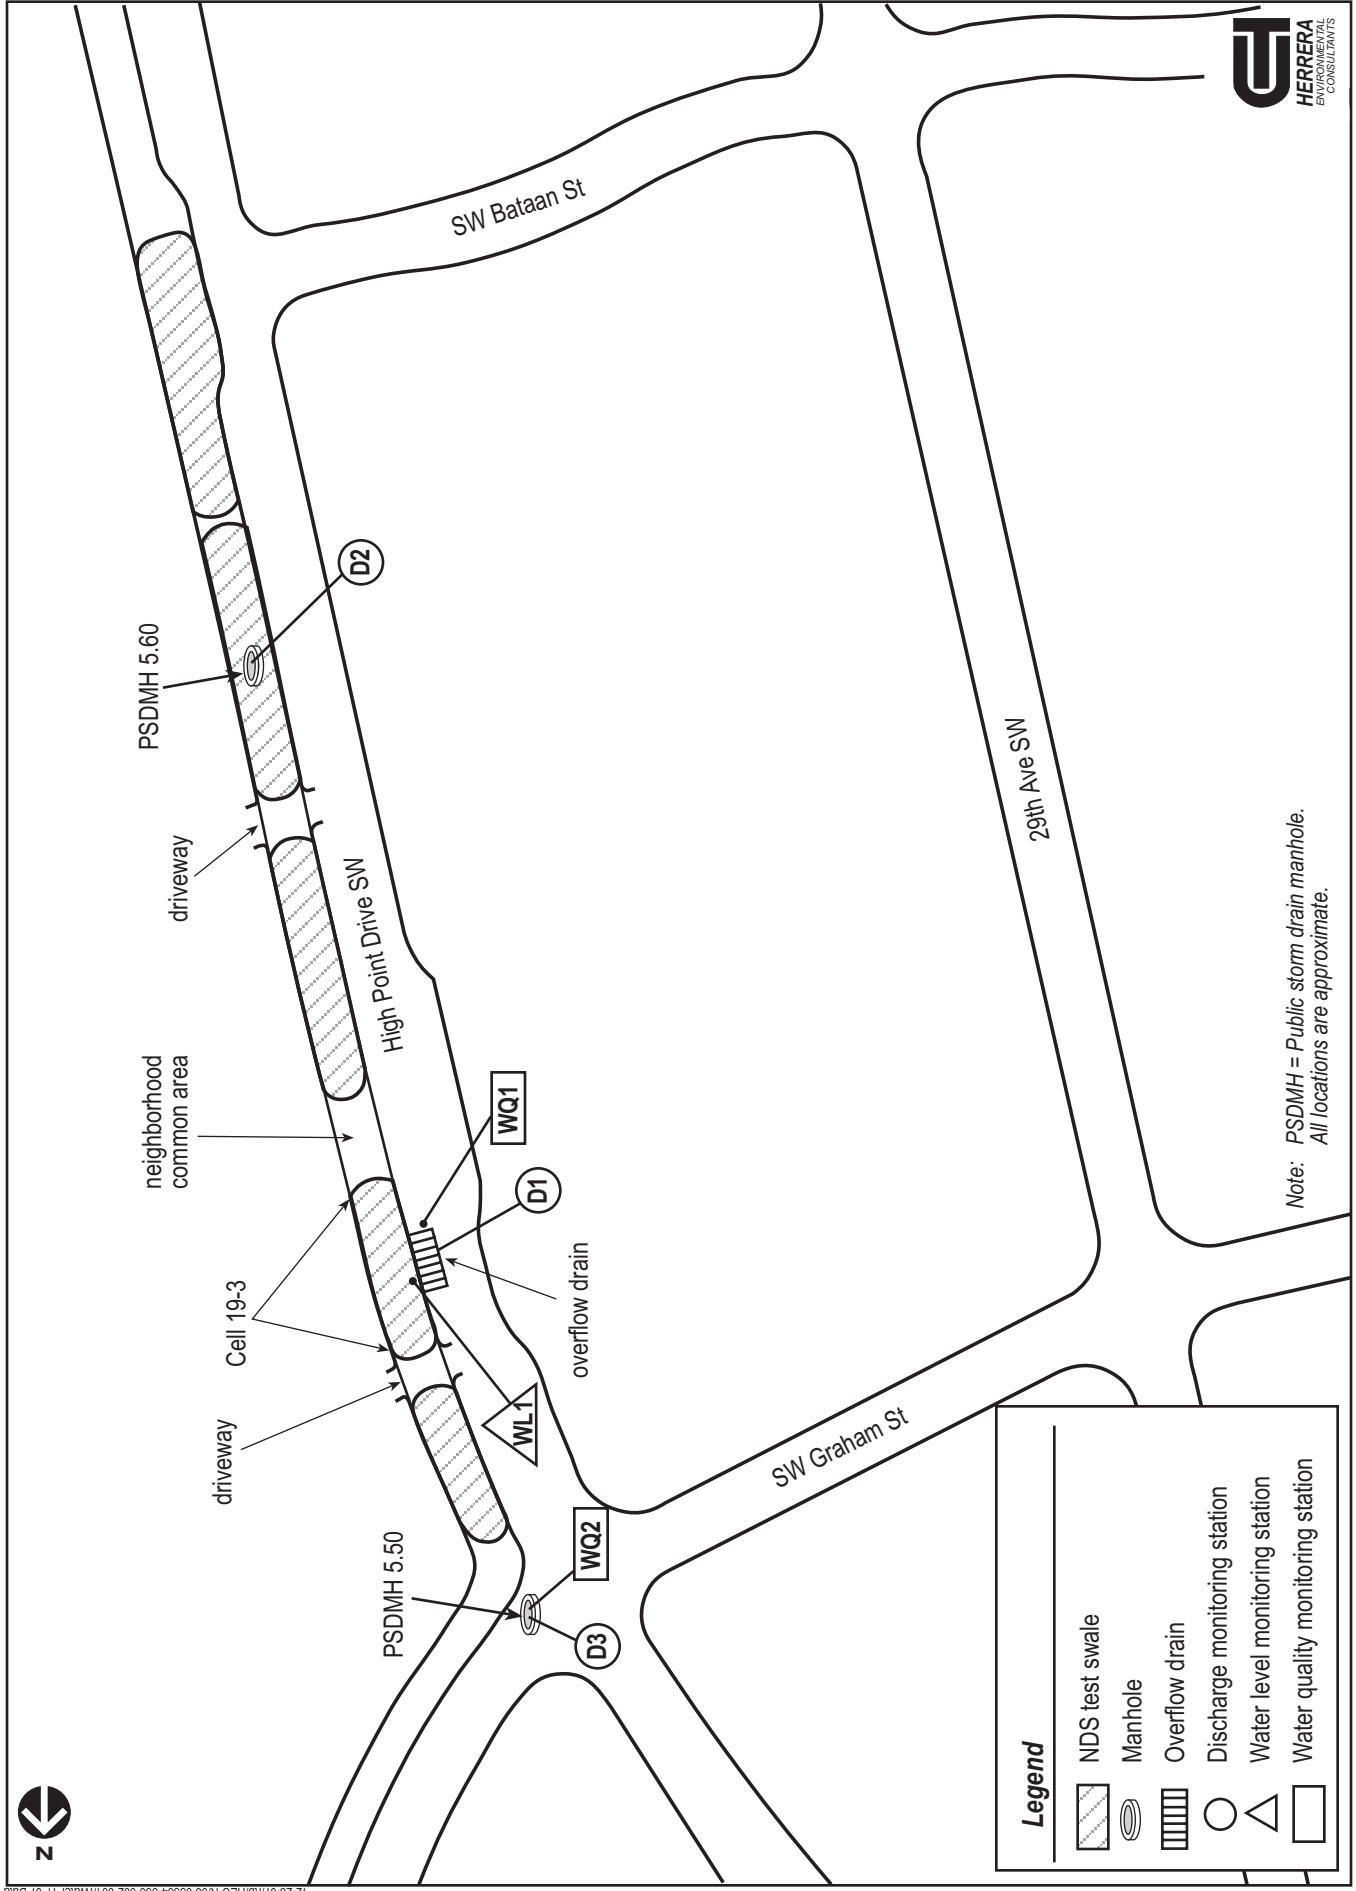 HERRERA
ENVIRONMENTAL
CONSULTANTS
SW Bataan St
D2
PSDMH 5.60
driveway
High Point Drive SW
29th Ave SW
neighborhood
common area
WQ1
D1
overflow drain
Cell 19-3
driveway
WL1
SW Graham St
PSDMH 5.50
WQ2
D3
Note: PSDMH = Public storm drain manhole.
All locations are approximate.
Legend
NDS test swale
Manhole
Overflow drain
Discharge monitoring station
Water level monitoring station
Water quality monitoring station
N